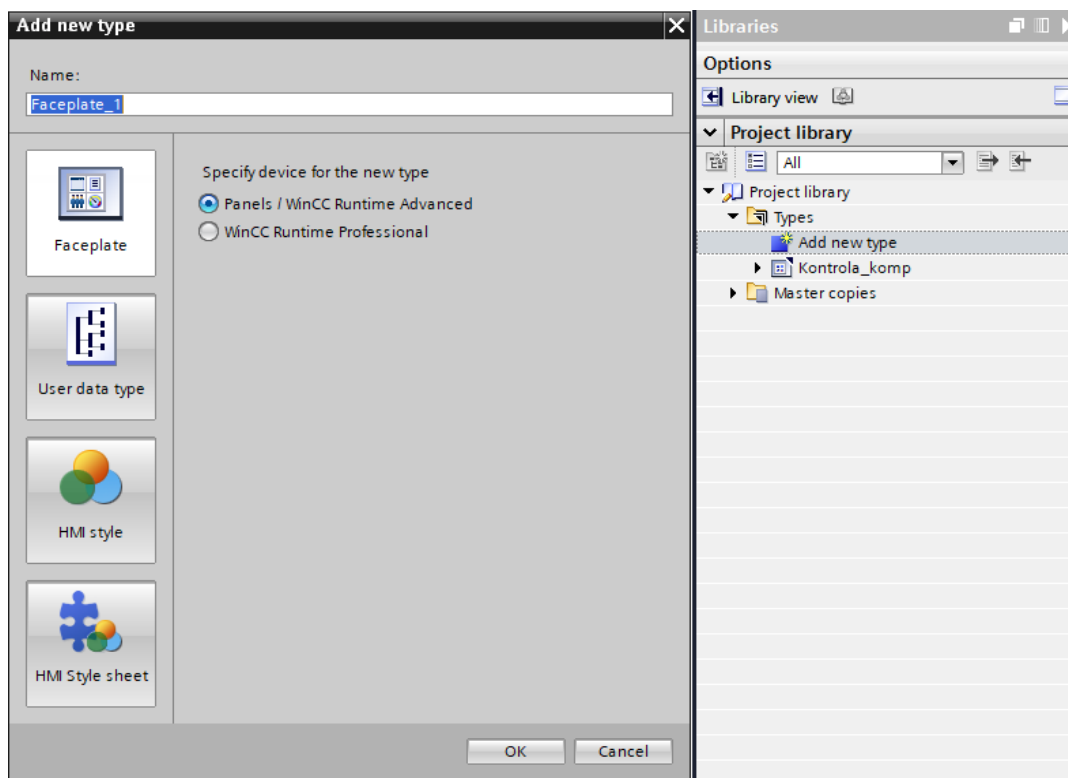 Add new type
Name:
Faceplate_1
Faceplate
User data type
HMI style
HMI Style sheet
Specify device for the new type
Panels / WinCC Runtime Advanced
WinCC Runtime Professional
OK
Cancel
Libraries
Options
Library view
Project library
All
Project library
Types
Add new type
Kontrola_komp
Master copies